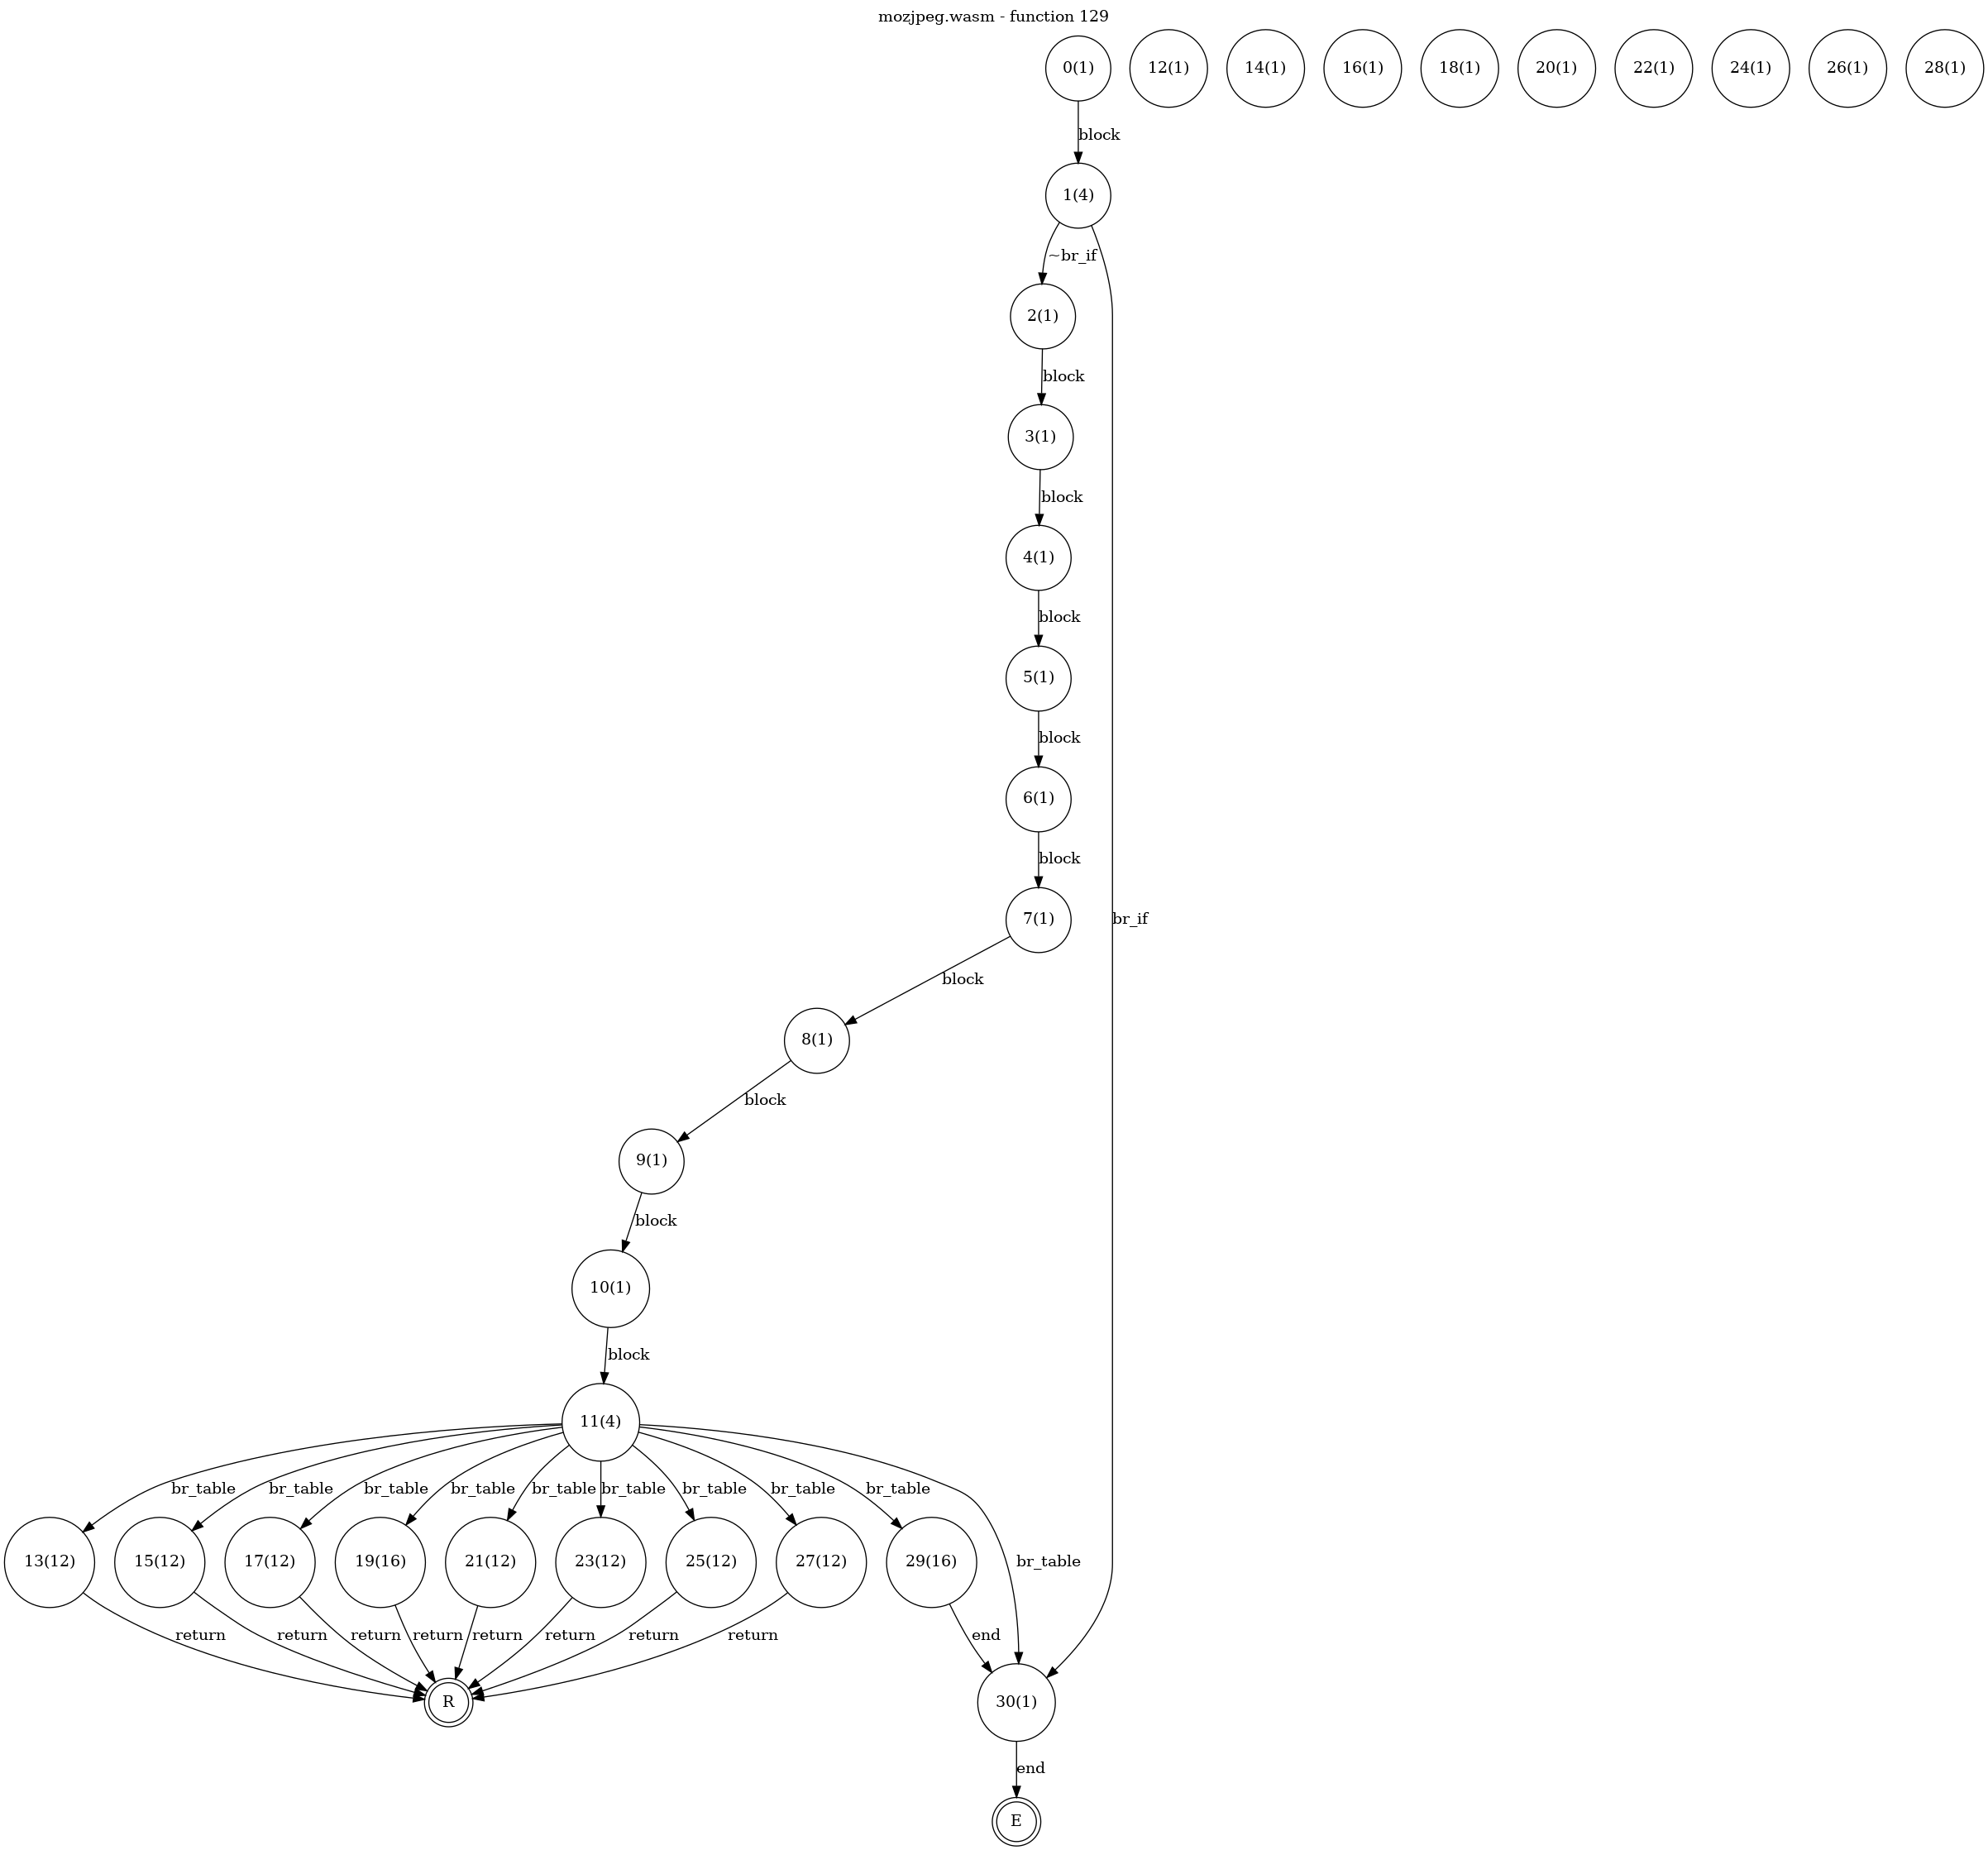 mozjpeg.wasm - function 129
0(1) 12(1) 14(1) 16(1) 18(1) 20(1) 22(1) 24(1) 26(1) 28(1)
block
1(4)
~br_if
2(1)
block
3(1)
block
4(1)
block
5(1)
block
6(1)
block
7(1)
br_if
block
8(1)
block
9(1)
block
10(1)
block
11(4)
br_table br_table br_table br_table br_table br_table br_table br_table br_table
13(12) 15(12) 17(12) 19(16) 21(12) 23(12) 25(12) 27(12) 29(16) br_table
return return return return return return return return end
R 30(1)
end
E